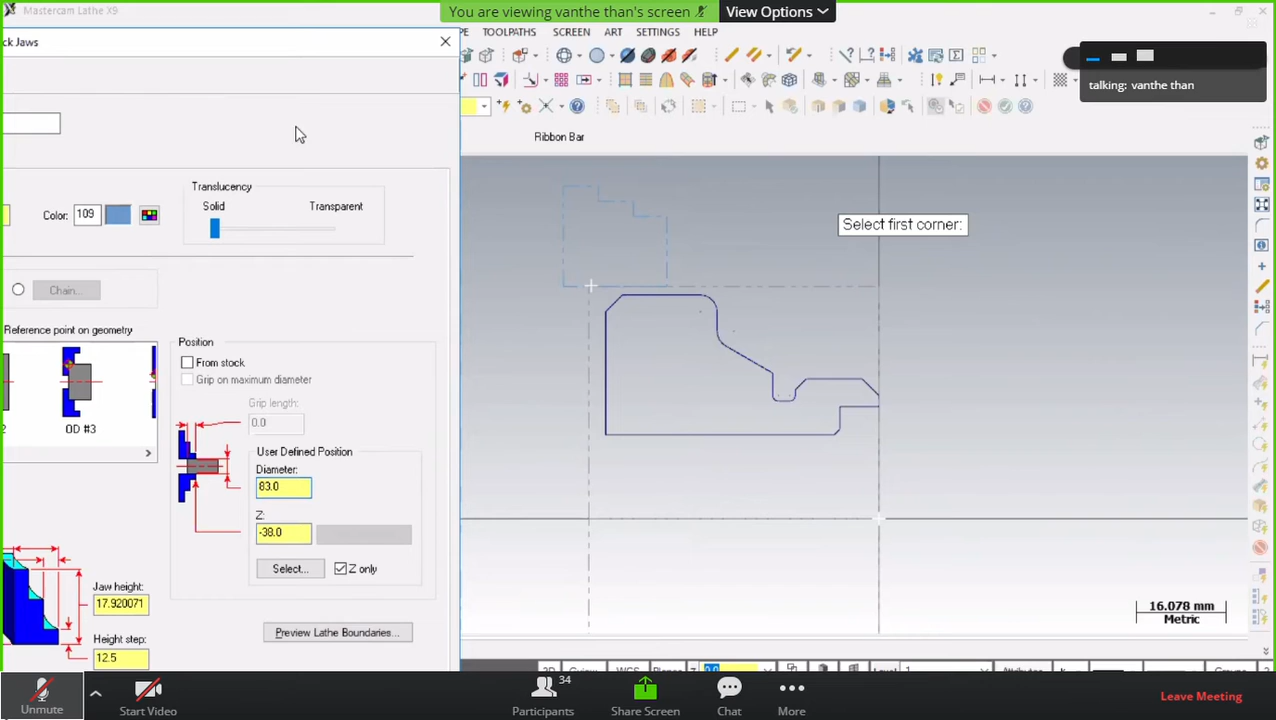 Mastercam Lathe X9
You are viewing vanthe than's screen
View Options
ck Jaws
TOOLPATHS SCREEN ART SETTINGS HELP
talking: vanthe than
Ribbon Bar
Translucency
Solid Transparent
Color: 109
Select first corner:
Chain...
Reference point on geometry
Position
From stock
Grip on maximum diameter
Grip length:
0.0
OD #3
User Defined Position
Diameter:
83.0
Z:
-38.0
Select...
Z only
Jaw height:
17.920071
Height step:
12.5
Preview Lathe Boundaries...
16.078 mm
Metric
Unmute
Start Video
34
Participants
Share Screen
Chat
More
Leave Meeting